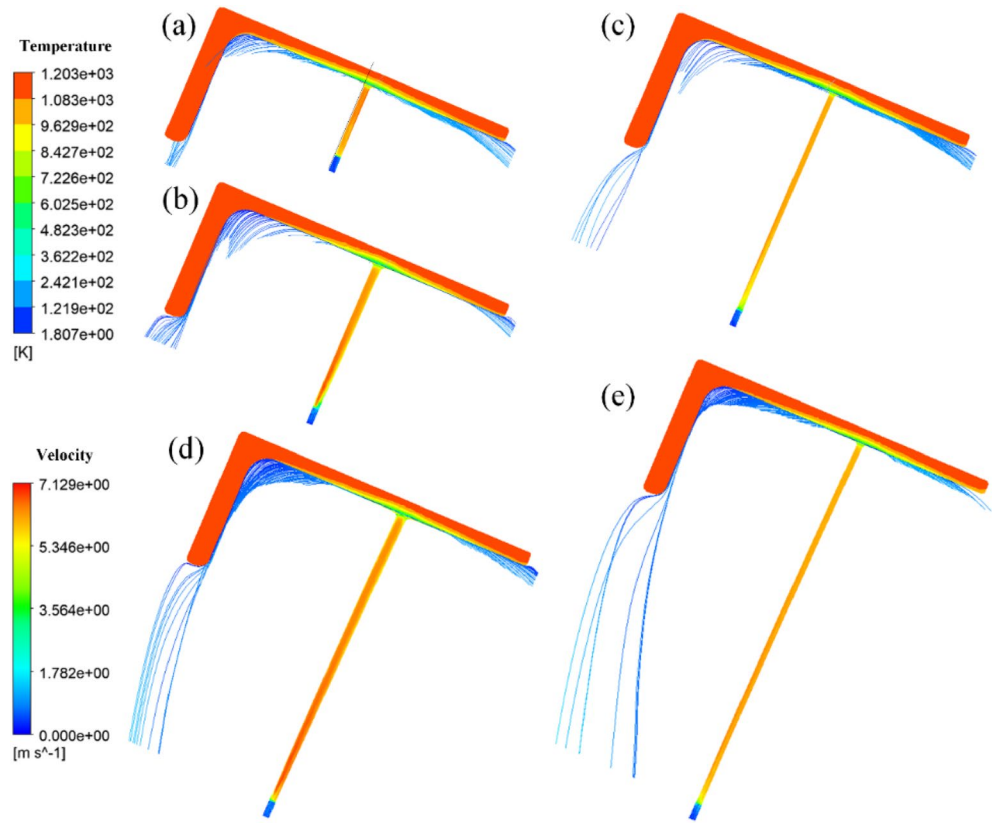 (a)
(c)
Temperature
1.203e+03
1.083e+03
9.629e+02
8.427e+02
7.226e+02
6.025e+02
4.823e+02
3.622e+02
2.421e+02
1.219e+02
1.807e+00
[K]
(b)
(e)
(d)
Velocity
7.129e+00
5.346e+00
3.564e+00
1.782e+00
0.000e+00
[m s^-1]